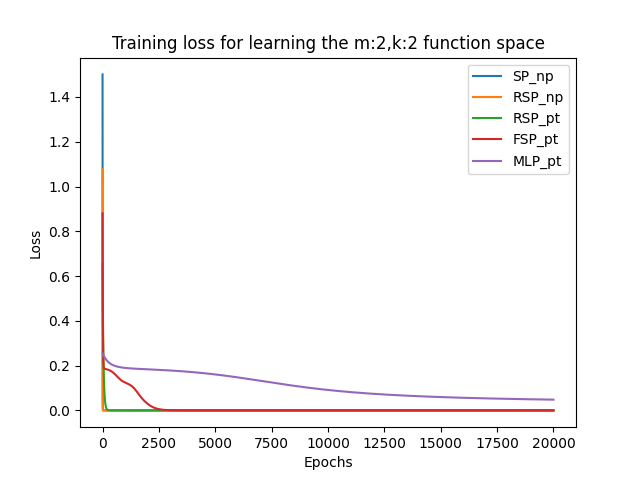 Training loss for learning the m:2,k:2 function space
SP_np
RSP_np
RSP_pt
FSP_pt
MLP_pt
Loss
1.4
1.2
1.0
0.8
0.6
0.4
0.2
0.0
0 2500 5000 7500 10000 12500 15000 17500 20000
Epochs